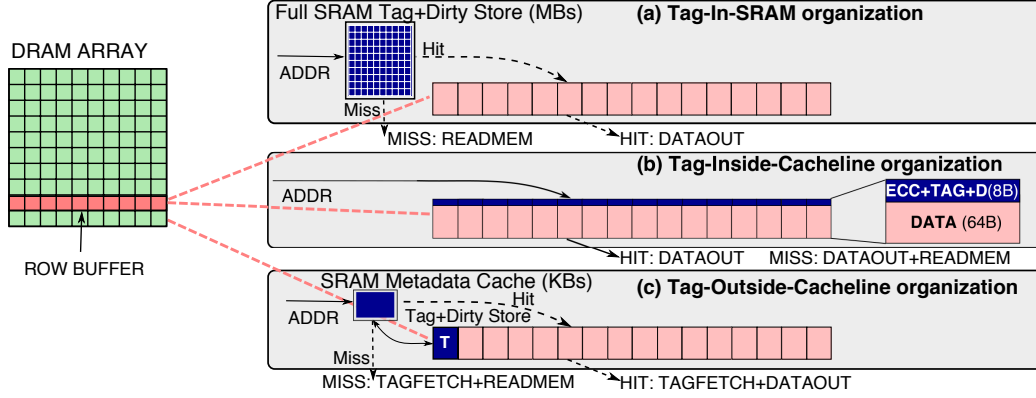 DRAM ARRAY
ROW BUFFER
Full SRAM Tag+Dirty Store (MBs)
(a) Tag-In-SRAM organization
ADDR
Hit
Miss
MISS: READMEM
HIT: DATAOUT
(b) Tag-Inside-Cacheline organization
ADDR
ECC+TAG+D(8B)
DATA (64B)
HIT: DATAOUT
MISS: DATAOUT+READMEM
SRAM Metadata Cache (KBs)
(c) Tag-Outside-Cacheline organization
Hit
ADDR
Tag+Dirty Store
T
Miss
MISS: TAGFETCH+READMEM
HIT: TAGFETCH+DATAOUT